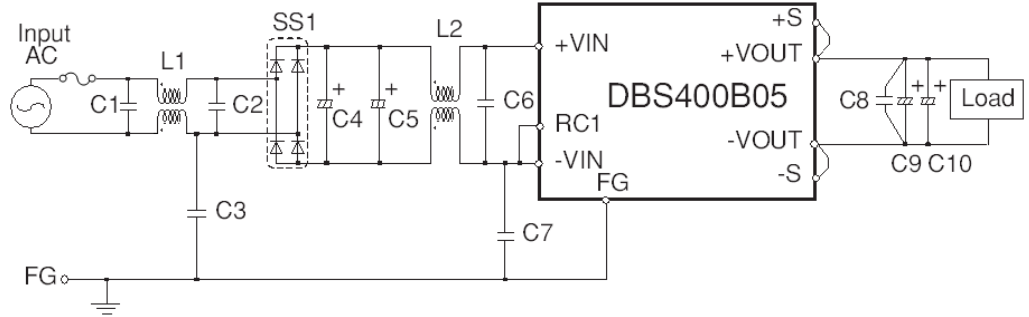 Input
AC
L1
C1
C2
SS1
C4
C5
L2
C6
C3
C7
FG
+VIN
RC1
-VIN
FG
DBS400B05
+S
+VOUT
-VOUT
-S
C8
C9 C10
Load
+
+
+
+